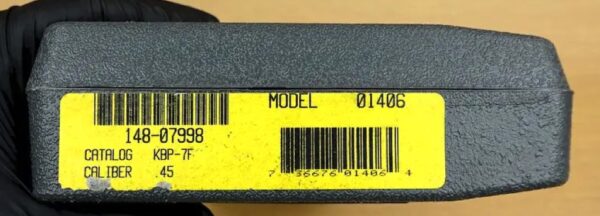 MODEL 01406
148-07998
CATALOG KBP-7F
CALIBER .45
7 36676 01406 4